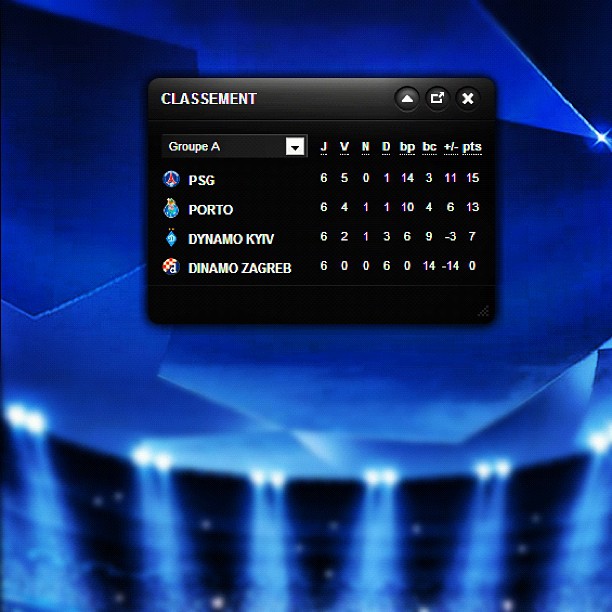 CLASSEMENT
Groupe A J V N D bp bc +/- pts
PSG 6 5 0 1 14 3 11 15
PORTO 6 4 1 1 10 4 6 13
DYNAMO KYIV 6 2 1 3 6 9 -3 7
DINAMO ZAGREB 6 0 0 6 0 14 -14 0